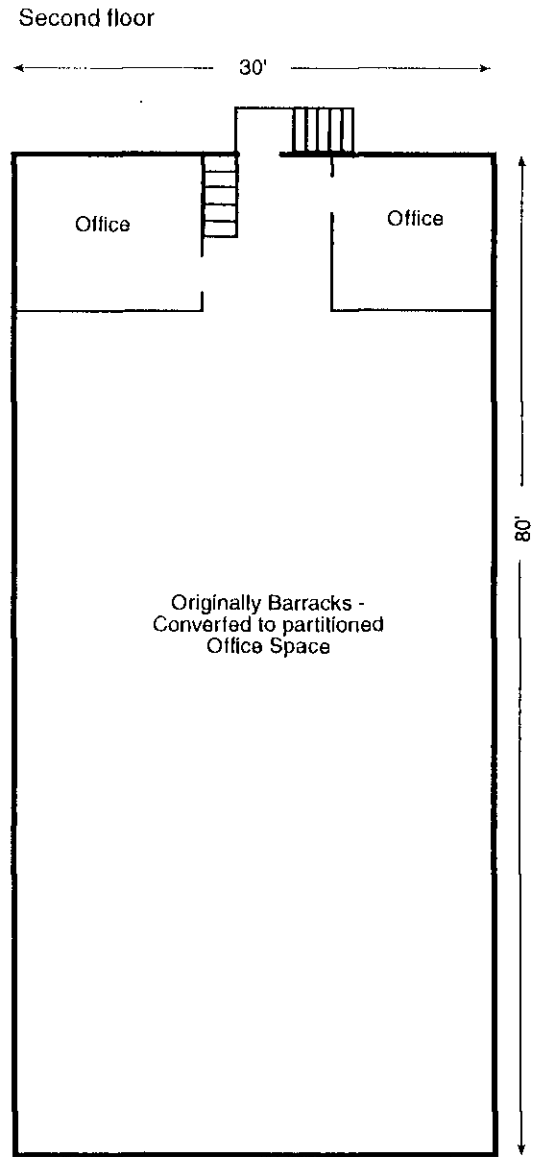 Second floor
30'
Office
Office
80'
Originally Barracks -
Converted to partitioned
Office Space